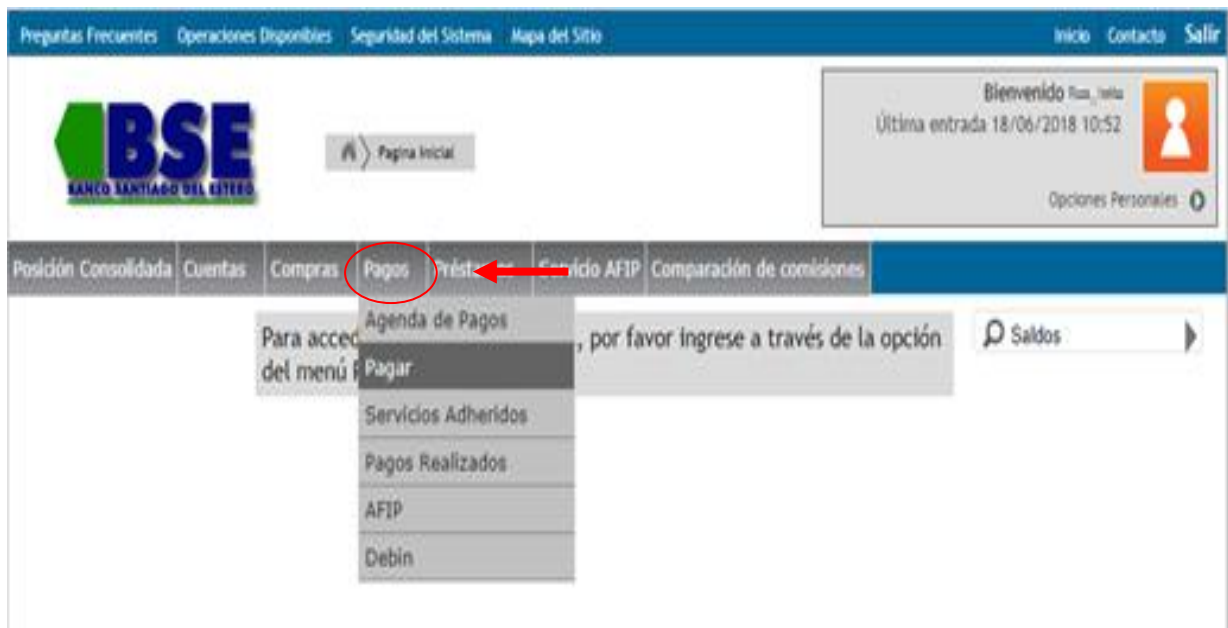 Preguntas Frecuentes Operaciones Disponibles Seguridad del Sistema Mapa del Sitio Inicio Contacto Salir
Bienvenido
Última entrada 18/06/2018 10:52
BSE
BANCO SANTIAGO DEL ESTERO
Pagina Inicial
Opciones Personales
Posición Consolidada Cuentas Compras Pagos AFIP Comparación de comisiones
Agenda de Pagos
Para , por favor ingrese a través de la opción
del menú
Saldos
Pagar
Servicios Adheridos
Pagos Realizados
AFIP
Debin